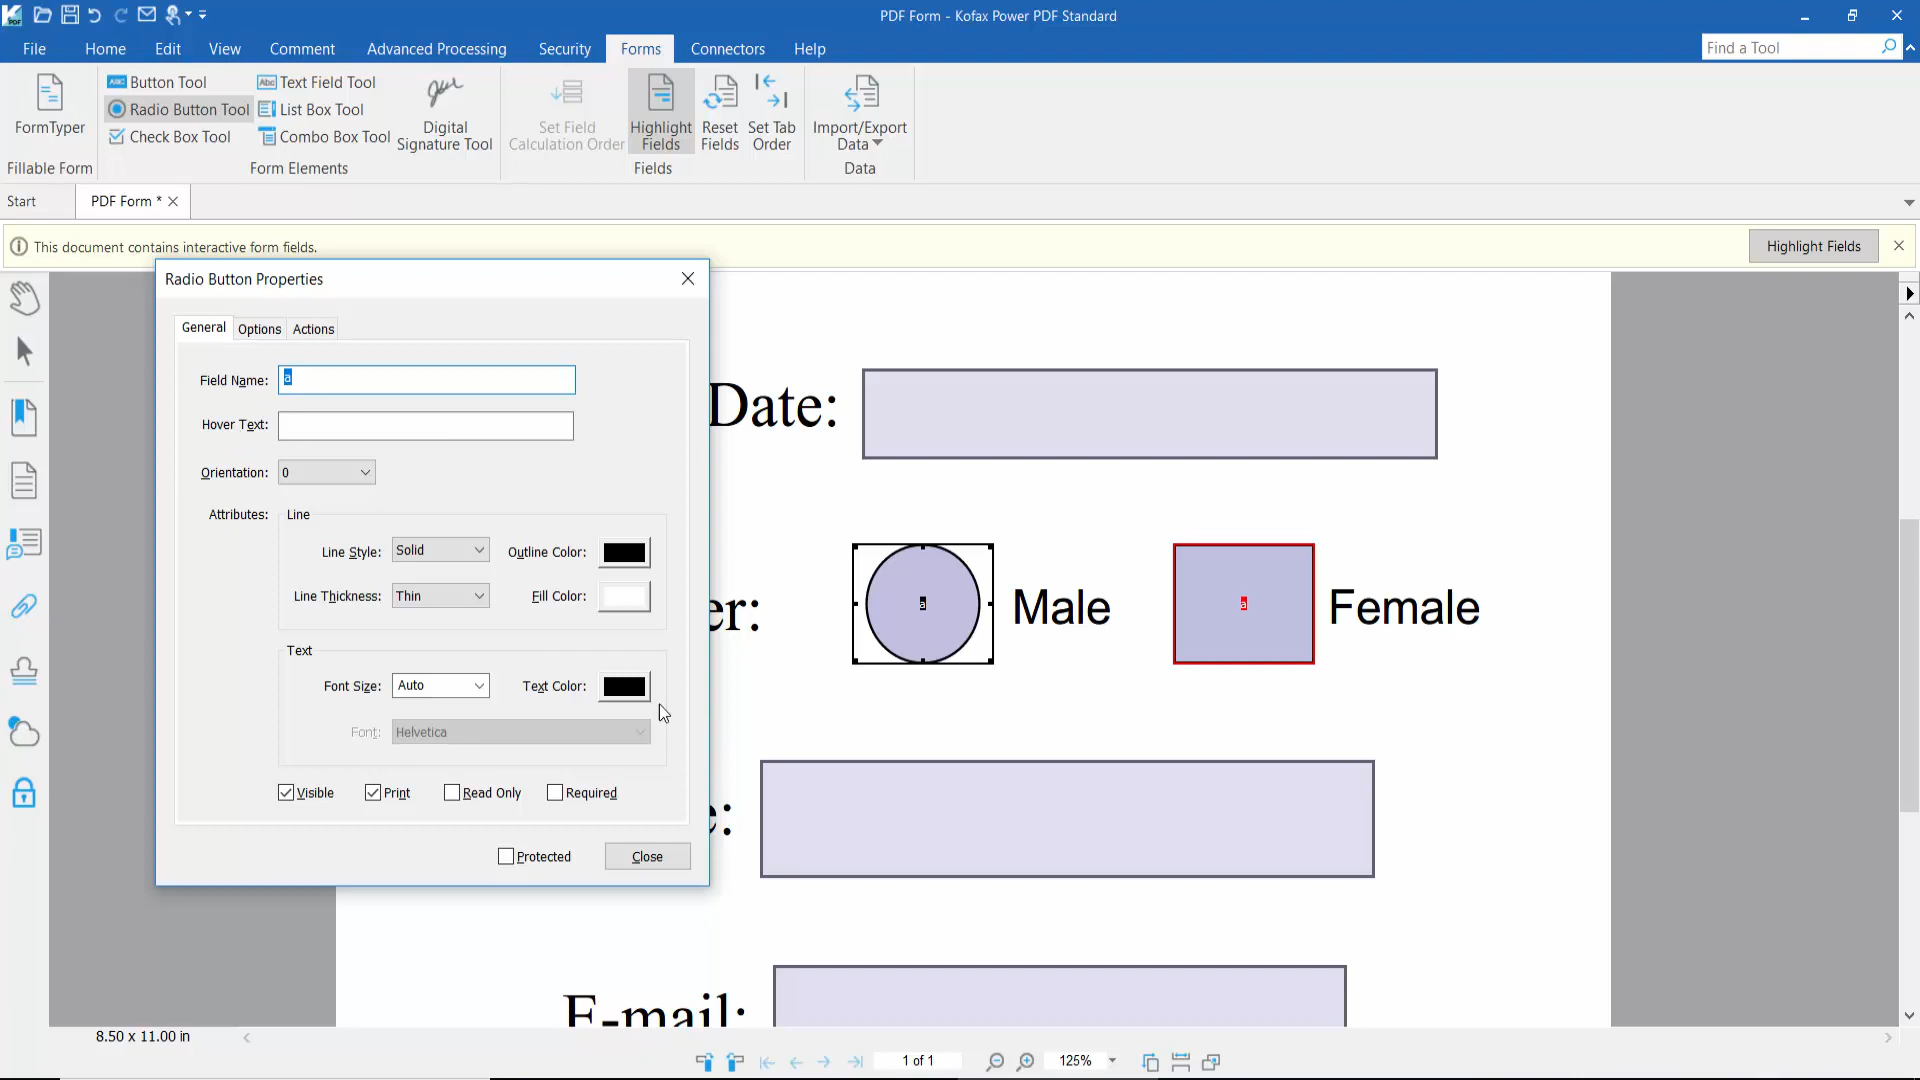 PDF Form - Kofax Power PDF Standard
File Home Edit View Comment Advanced Processing Security Forms Connectors Help
Find a Tool
FormTyper
Fillable Form
Button Tool
Radio Button Tool
Check Box Tool
Text Field Tool
List Box Tool
Combo Box Tool
Digital
Signature Tool
Form Elements
Set Field
Calculation Order
Highlight
Fields
Reset
Fields
Set Tab
Order
Fields
Import/Export
Data
Data
Start
PDF Form *
This document contains interactive form fields.
Highlight Fields
Radio Button Properties
General Options Actions
Field Name: a
Hover Text:
Orientation: 0
Attributes: Line
Line Style: Solid
Outline Color:
Line Thickness: Thin
Fill Color:
Text
Font Size: Auto
Text Color:
Font: Helvetica
Visible
Print
Read Only
Required
Protected
Close
Date:
er:
a
Male
a
Female
e:
E-mail:
8.50 x 11.00 in
1 of 1
125%